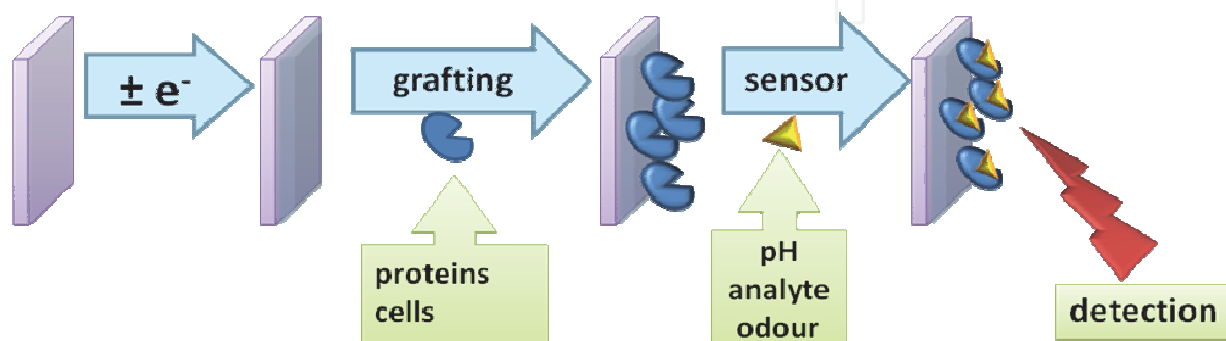 ± e⁻
grafting
sensor
proteins
cells
pH
analyte
odour
detection